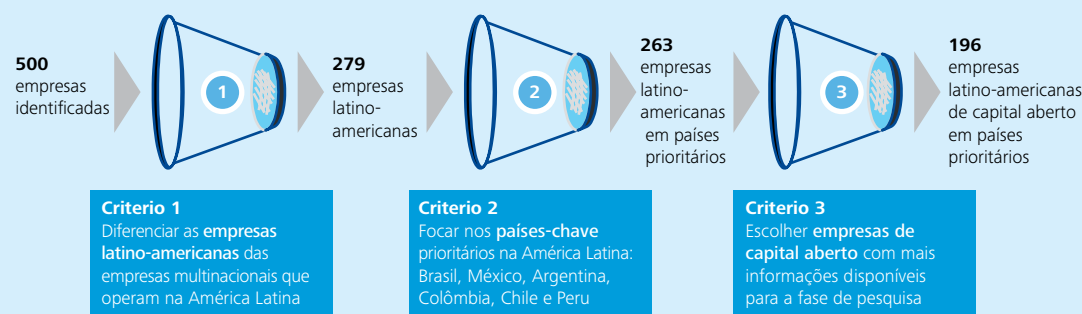 500
empresas
identificadas
1
279
empresas
latino-
americanas
2
263
empresas
latino-
americanas
em países
prioritários
3
196
empresas
latino-americanas
de capital aberto
em países
prioritários
Criterio 1
Diferenciar as empresas
latino-americanas das
empresas multinacionais que
operam na América Latina
Criterio 2
Focar nos países-chave
prioritários na América Latina:
Brasil, México, Argentina,
Colômbia, Chile e Peru
Criterio 3
Escolher empresas de
capital aberto com mais
informações disponíveis
para a fase de pesquisa